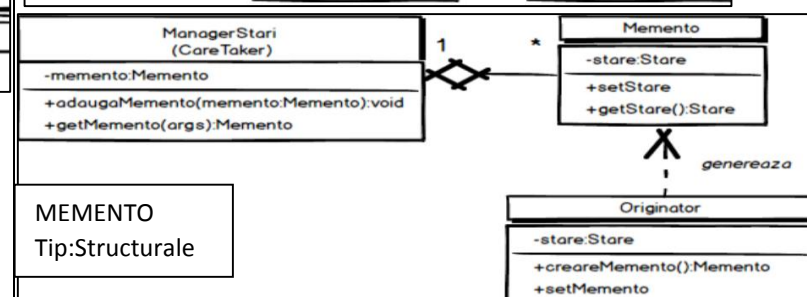 ManagerStari
(CareTaker)
-memento:Memento
+adaugaMemento(memento:Memento):void
+getMemento(args):Memento
1
*
Memento
-stare:Stare
+setStare
+getStare():Stare
genereaza
Originator
-stare:Stare
+creareMemento():Memento
+setMemento
MEMENTO
Tip:Structurale